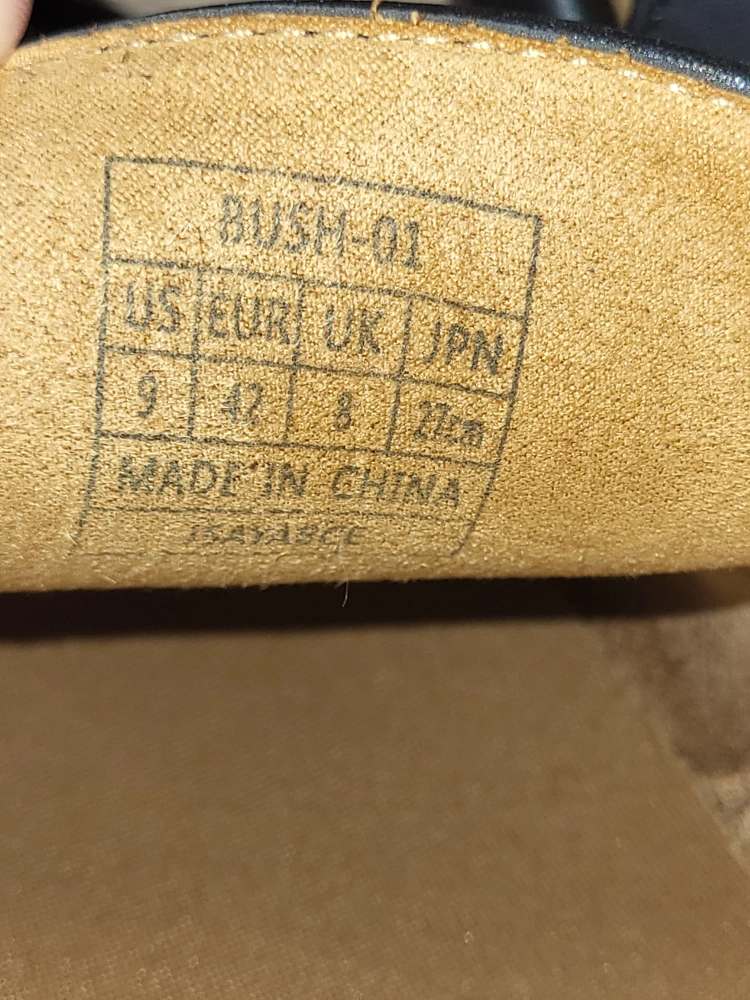 BUSH-01
US EUR UK JPN
9 42 8 27cm
MADE IN CHINA